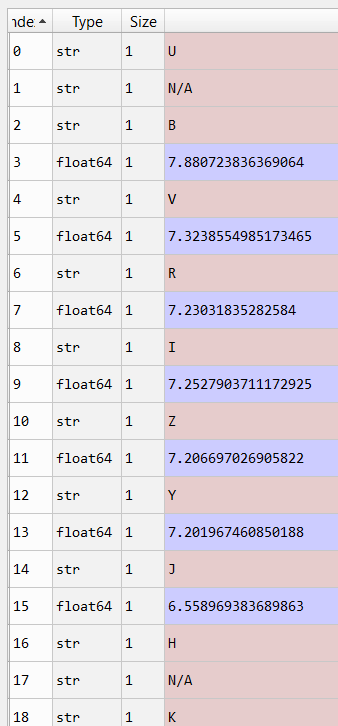 nde: Type Size
0 str 1 U
1 str 1 N/A
2 str 1 B
3 float64 1 7.880723836369064
4 str 1 V
5 float64 1 7.3238554985173465
6 str 1 R
7 float64 1 7.23031835282584
8 str 1 I
9 float64 1 7.2527903711172925
10 str 1 Z
11 float64 1 7.206697026905822
12 str 1 Y
13 float64 1 7.201967460850188
14 str 1 J
15 float64 1 6.558969383689863
16 str 1 H
17 str 1 N/A
18 str 1 K